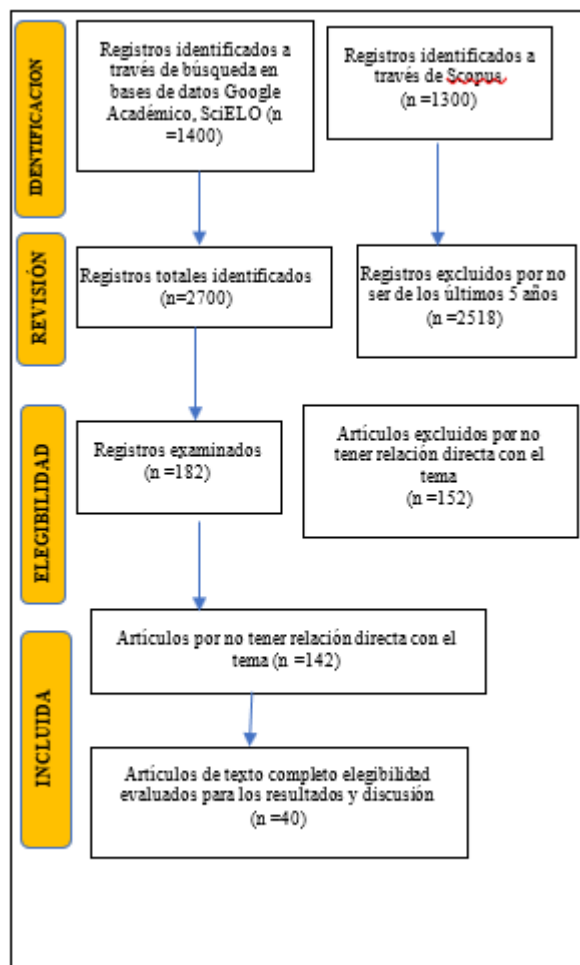 IDENTIFICACION
Registros identificados a
través de búsqueda en
bases de datos Google
Académico, SciELO (n
=1400)
Registros identificados a
través de Scopus
(n =1300)
REVISIÓN
Registros totales identificados
(n=2700)
Registros excluidos por no
ser de los últimos 5 años
(n =2518)
ELEGIBILIDAD
Registros examinados
(n =182)
Artículos excluidos por no
tener relación directa con el
tema
(n =152)
INCLUIDA
Artículos por no tener relación directa con el
tema (n =142)
Artículos de texto completo elegibilidad
evaluados para los resultados y discusión
(n =40)